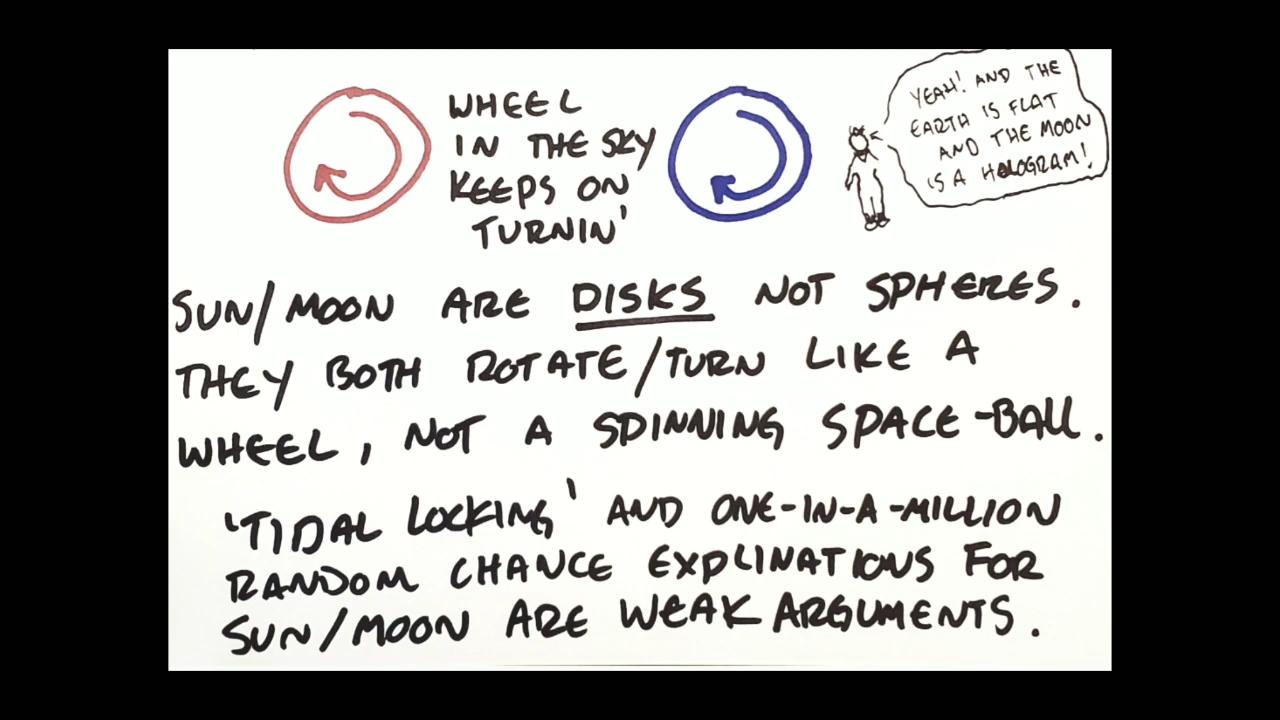 WHEEL
IN THE SKY
KEEPS ON
TURNIN'
YEAH! AND THE
EARTH IS FLAT
AND THE MOON
IS A HOLOGRAM!
SUN/MOON ARE DISKS NOT SPHERES.
THEY BOTH ROTATE/TURN LIKE A
WHEEL, NOT A SPINNING SPACE-BALL.
'TIDAL LOCKING' AND ONE-IN-A-MILLION
RANDOM CHANCE EXPLINATIONS FOR
SUN/MOON ARE WEAK ARGUMENTS.